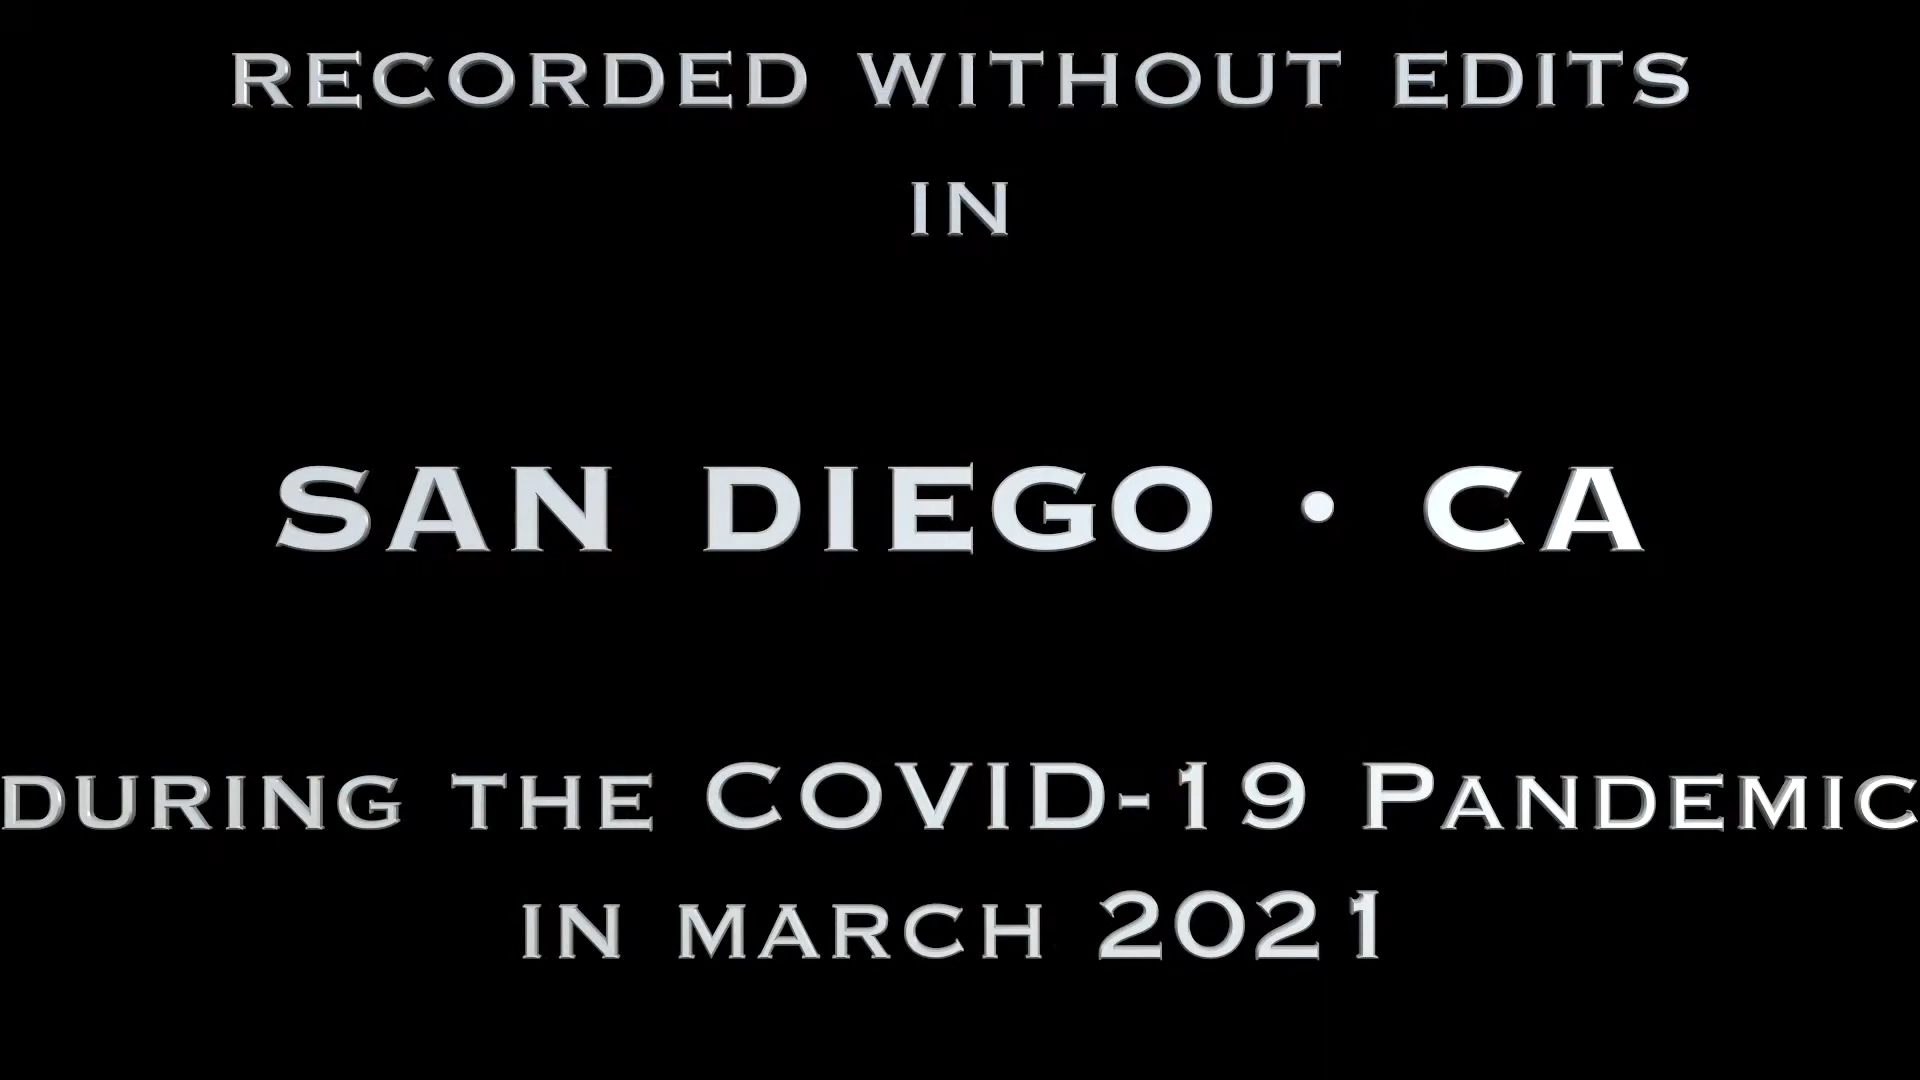 RECORDED WITHOUT EDITS
IN
SAN DIEGO • CA
DURING THE COVID-19 PANDEMIC
IN MARCH 2021